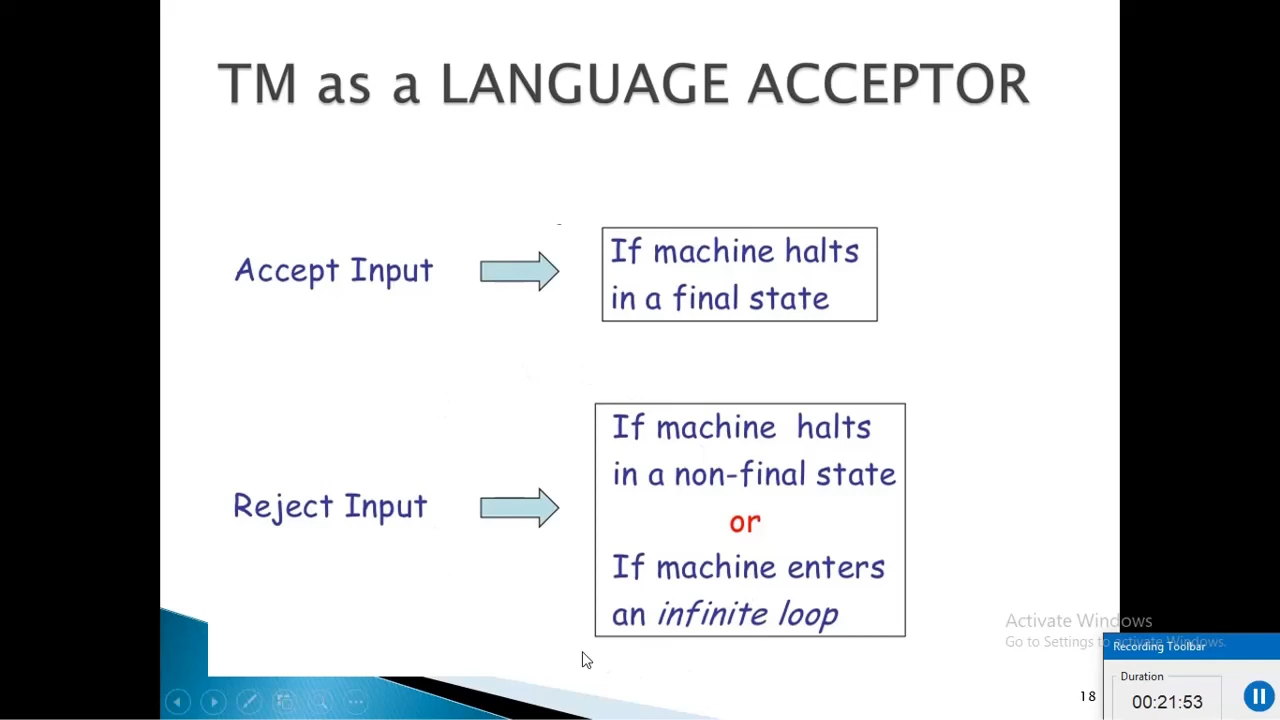 TM as a LANGUAGE ACCEPTOR
Accept Input
If machine halts
in a final state
Reject Input
If machine halts
in a non-final state
or
If machine enters
an infinite loop
Activate Windows
Go to Settings to activate Windows.
18
Recording Toolbar
Duration
00:21:53